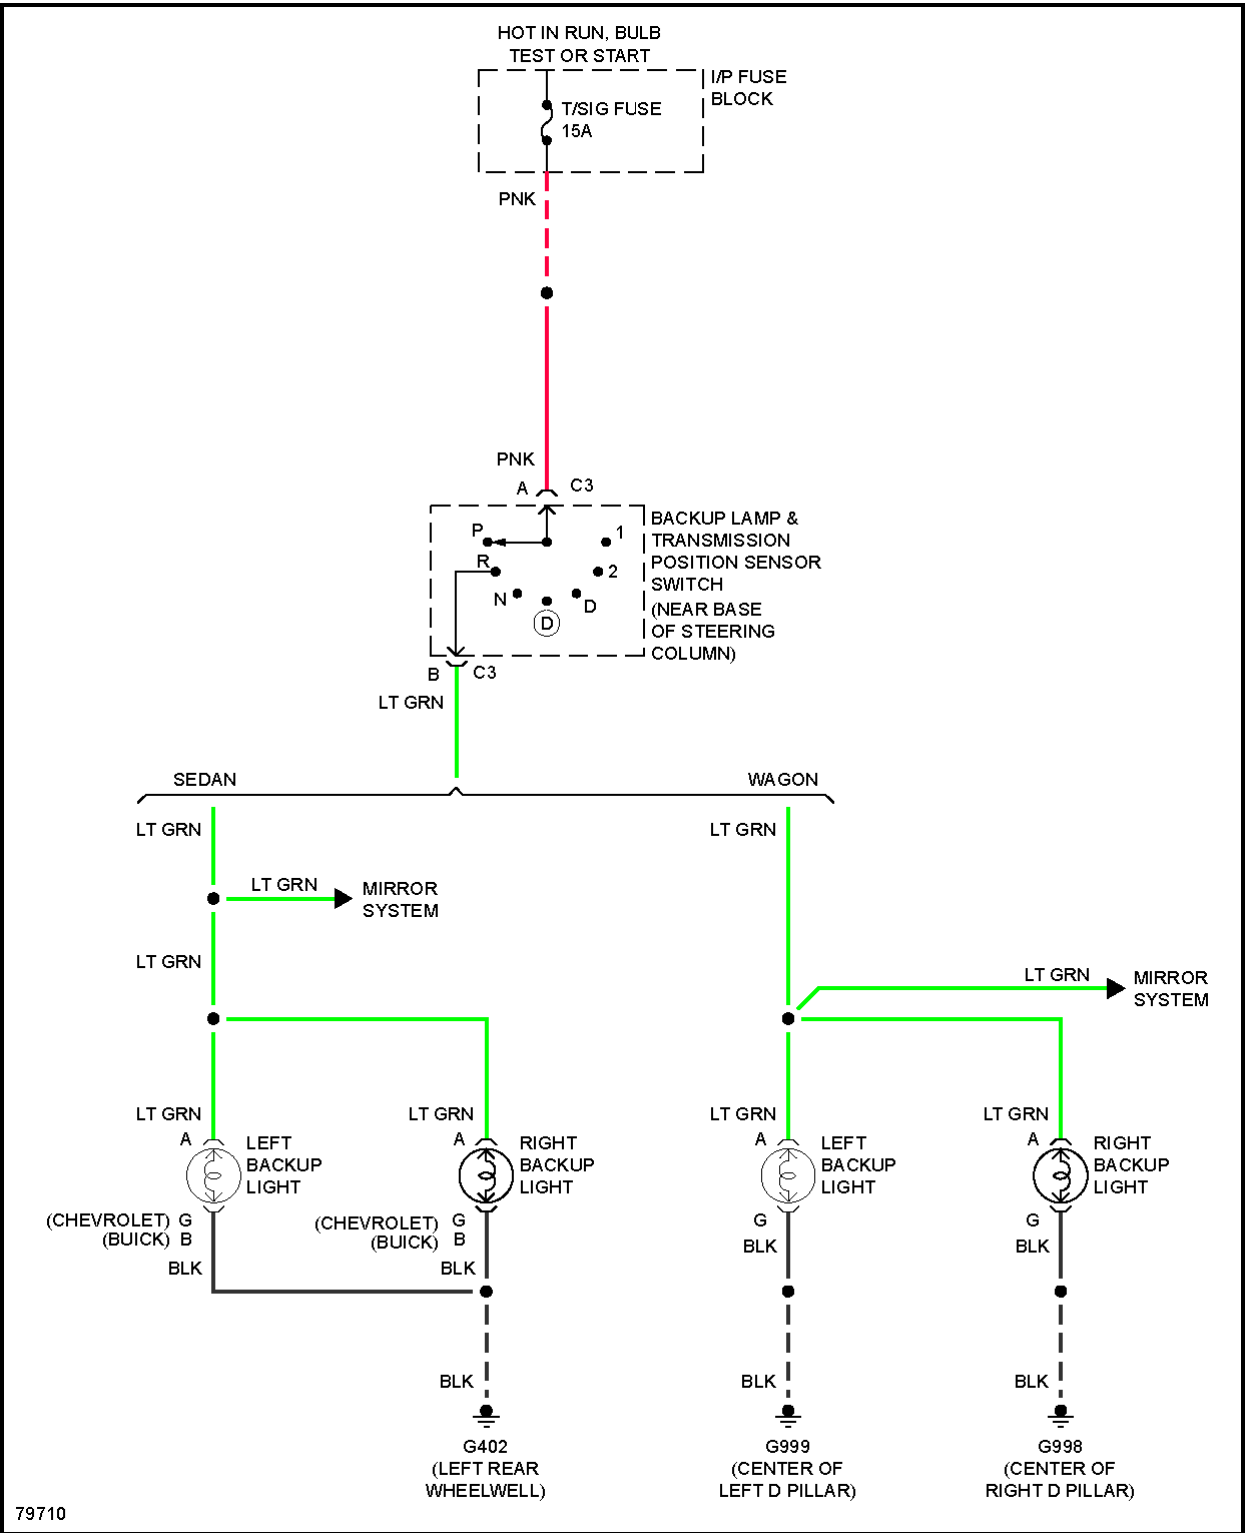 HOT IN RUN, BULB
TEST OR START
I/P FUSE
BLOCK
T/SIG FUSE
15A
PNK
PNK
A C3
BACKUP LAMP &
TRANSMISSION
POSITION SENSOR
SWITCH
(NEAR BASE
OF STEERING
COLUMN)
P 1
R 2
N D
D
B C3
LT GRN
SEDAN WAGON
LT GRN LT GRN
LT GRN MIRROR
SYSTEM
LT GRN
LT GRN MIRROR
SYSTEM
LT GRN LT GRN LT GRN LT GRN
A LEFT
BACKUP
LIGHT
A RIGHT
BACKUP
LIGHT
A LEFT
BACKUP
LIGHT
A RIGHT
BACKUP
LIGHT
(CHEVROLET) G
(BUICK) B
BLK
(CHEVROLET) G
(BUICK) B
BLK
G
BLK
G
BLK
BLK BLK BLK
G402
(LEFT REAR
WHEELWELL)
G999
(CENTER OF
LEFT D PILLAR)
G998
(CENTER OF
RIGHT D PILLAR)
79710